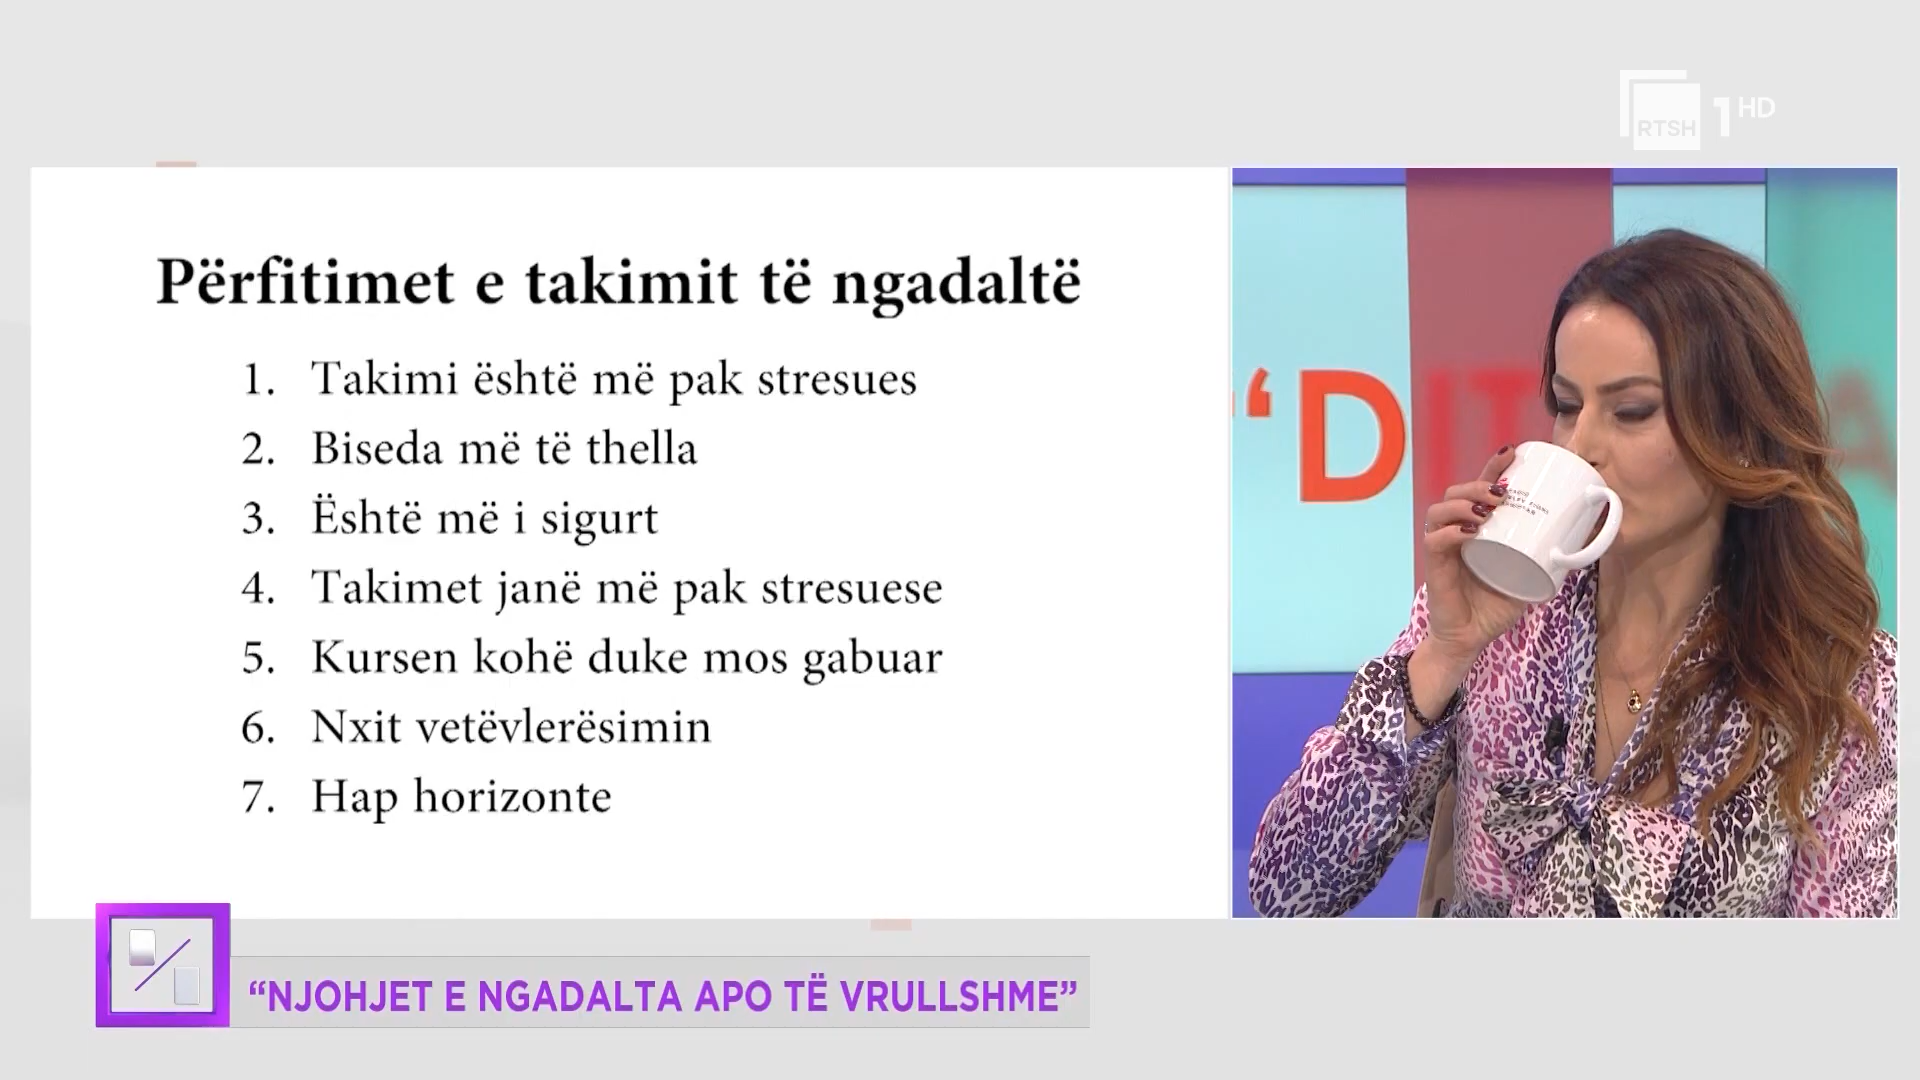 RTSH 1 HD
Përfitimet e takimit të ngadaltë
1. Takimi është më pak stresues
2. Biseda më të thella
3. Është më i sigurt
4. Takimet janë më pak stresuese
5. Kursen kohë duke mos gabuar
6. Nxit vetëvlerësimin
7. Hap horizonte
“DIT A
“NJOHJET E NGADALTA APO TË VRULLSHME”